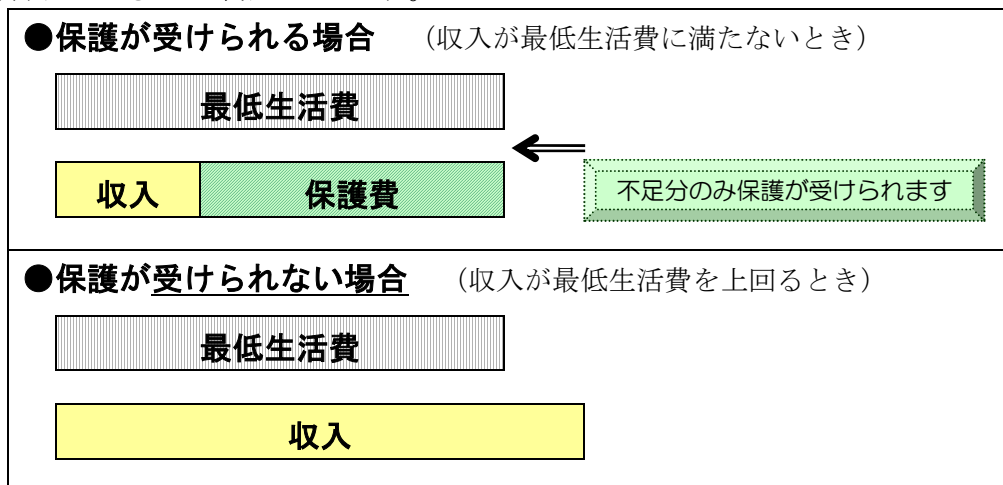 ●保護が受けられる場合 （収入が最低生活費に満たないとき）
最低生活費
収入 保護費
不足分のみ保護が受けられます
●保護が受けられない場合 （収入が最低生活費を上回るとき）
最低生活費
収入